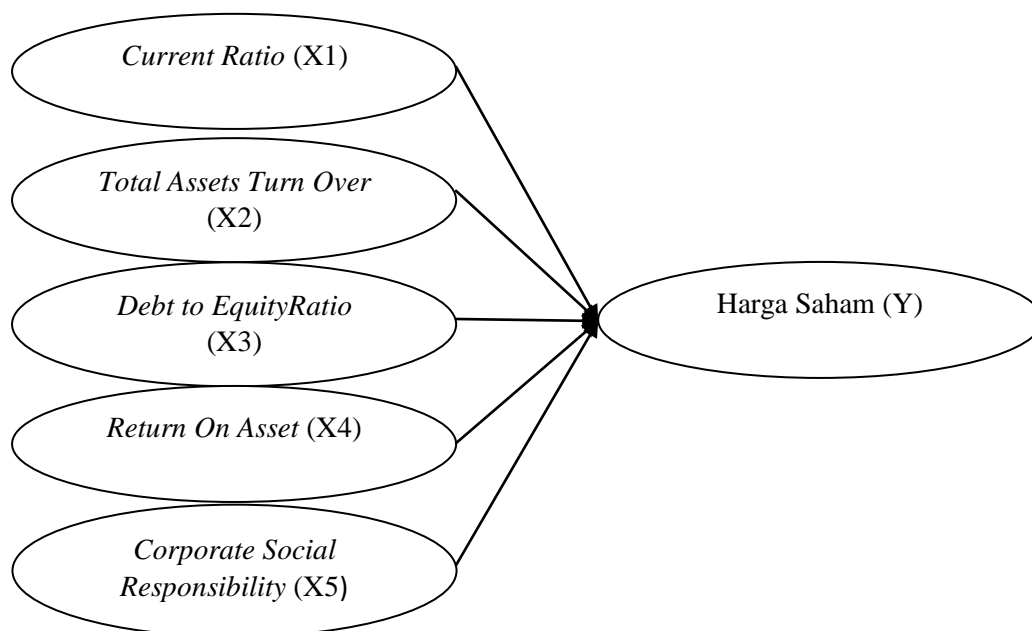 Current Ratio (X1)
Total Assets Turn Over
(X2)
Debt to EquityRatio
(X3)
Return On Asset (X4)
Corporate Social
Responsibility (X5)
Harga Saham (Y)